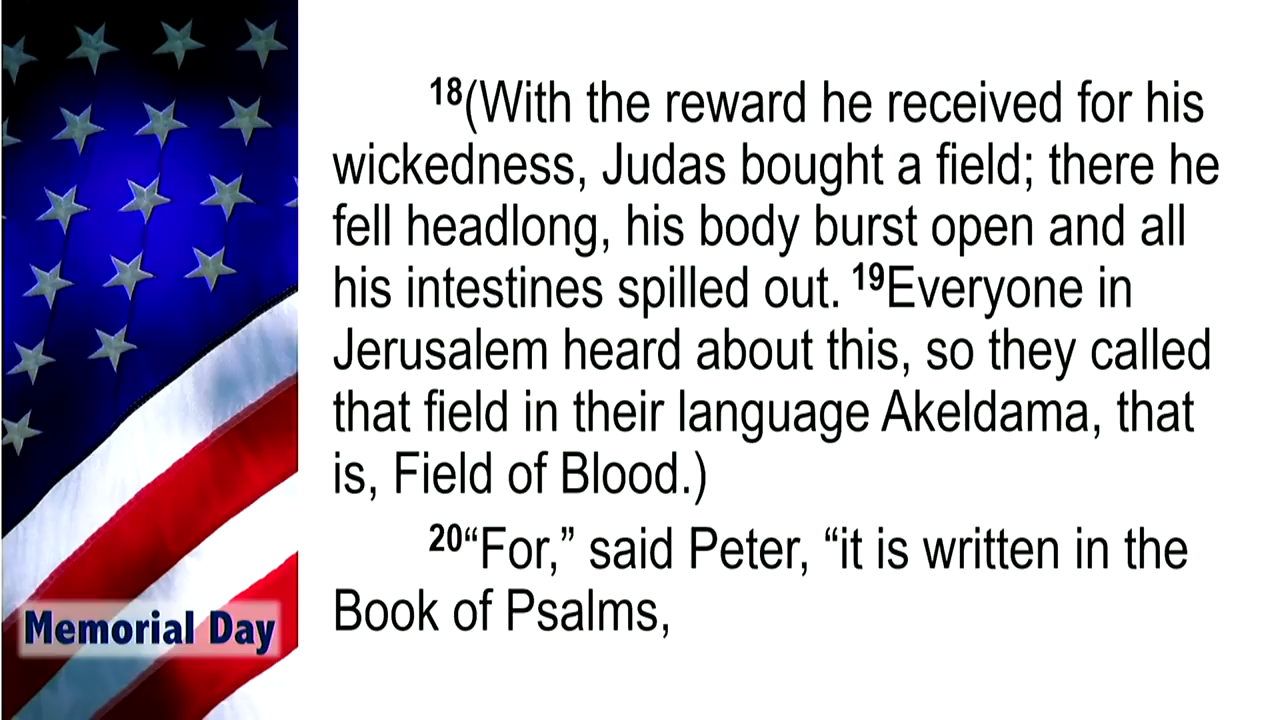 18(With the reward he received for his
wickedness, Judas bought a field; there he
fell headlong, his body burst open and all
his intestines spilled out. 19Everyone in
Jerusalem heard about this, so they called
that field in their language Akeldama, that
is, Field of Blood.)
20“For,” said Peter, “it is written in the
Book of Psalms,
Memorial Day